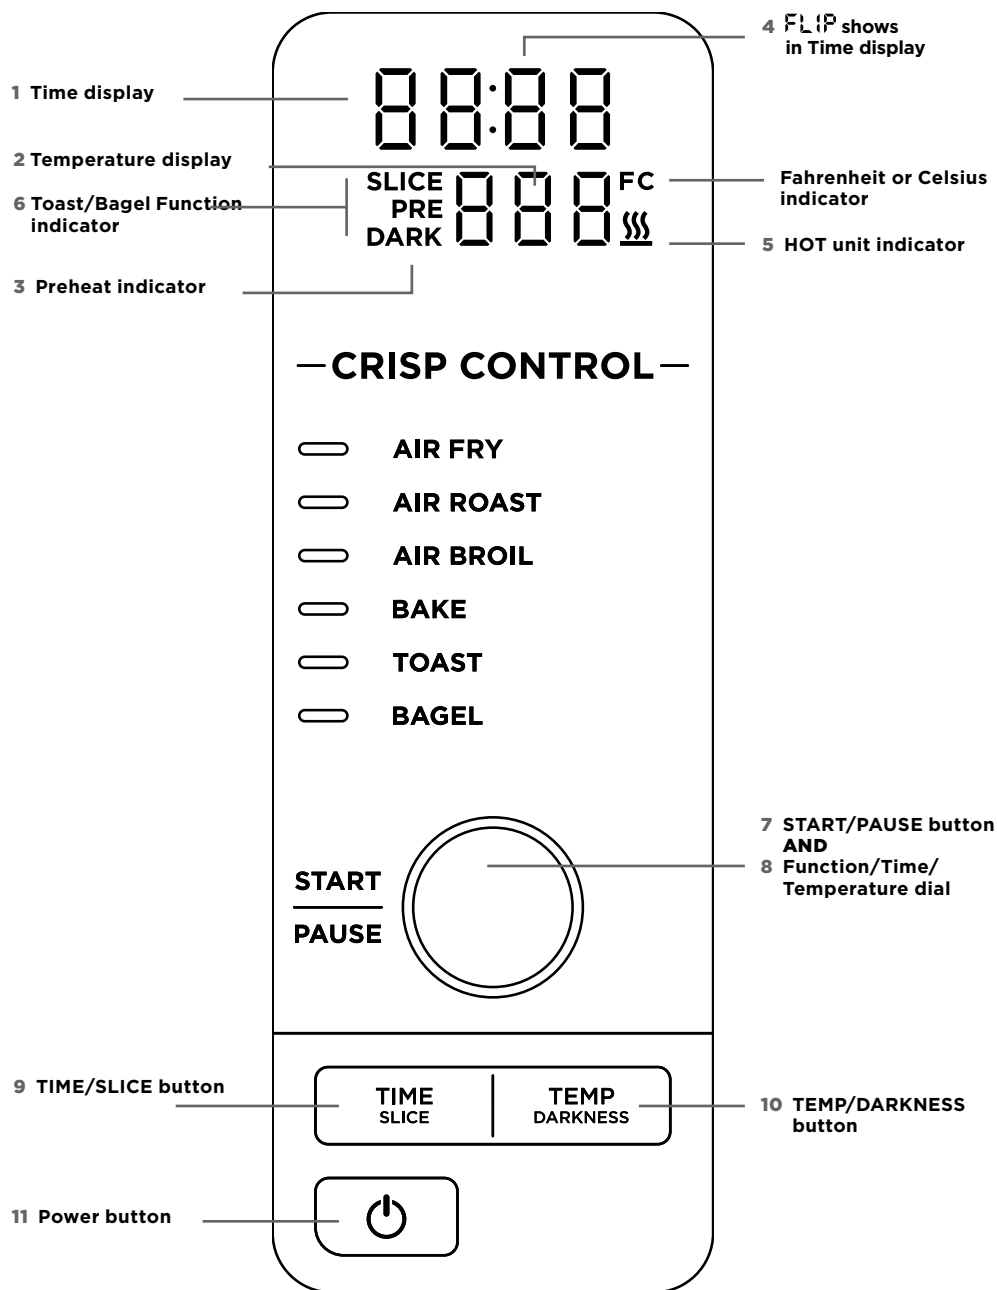 4 FLIP shows
in Time display
88:88
1 Time display
2 Temperature display
SLICE
PRE
DARK
888
F C
Fahrenheit or Celsius
indicator
6 Toast/Bagel Function
indicator
5 HOT unit indicator
3 Preheat indicator
CRISP CONTROL
AIR FRY
AIR ROAST
AIR BROIL
BAKE
TOAST
BAGEL
START
PAUSE
7 START/PAUSE button
AND
8 Function/Time/
Temperature dial
9 TIME/SLICE button
TIME
SLICE
TEMP
DARKNESS
10 TEMP/DARKNESS
button
11 Power button